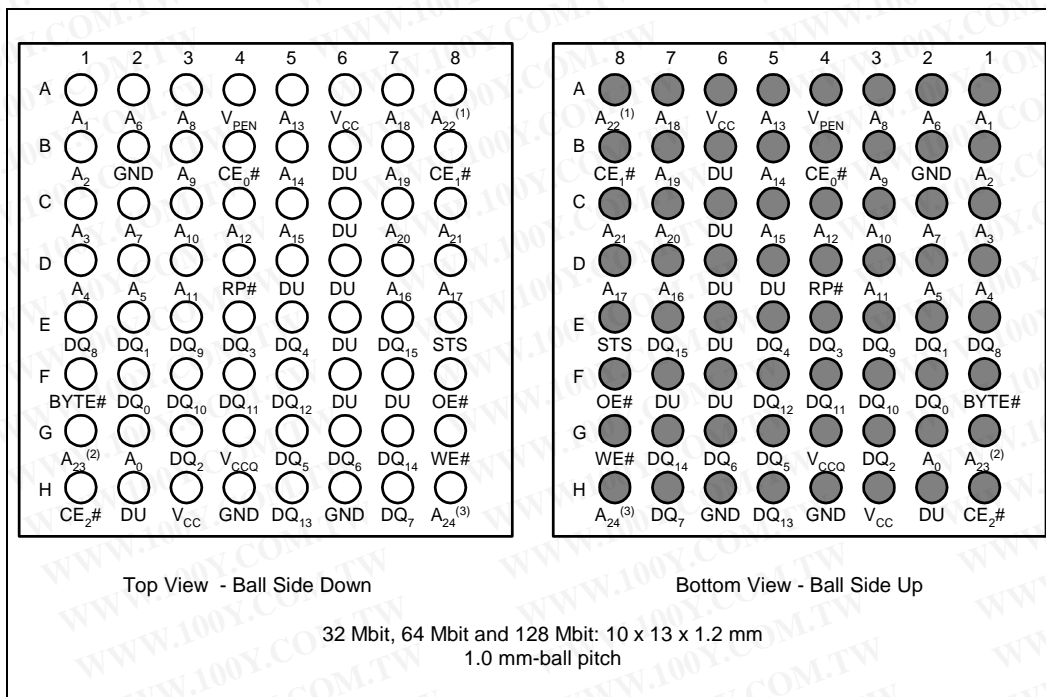 1 2 3 4 5 6 7 8
A
A1 A6 A8 VPEN A13 VCC A18 A22(1)
B
A2 GND A9 CE0# A14 DU A19 CE1#
C
A3 A7 A10 A12 A15 DU A20 A21
D
A4 A5 A11 RP# DU DU A16 A17
E
DQ8 DQ1 DQ9 DQ3 DQ4 DU DQ15 STS
F
BYTE# DQ0 DQ10 DQ11 DQ12 DU DU OE#
G
A23(2) A0 DQ2 VCCQ DQ5 DQ6 DQ14 WE#
H
CE2# DU VCC GND DQ13 GND DQ7 A24(3)
Top View - Ball Side Down
8 7 6 5 4 3 2 1
A
A22(1) A18 VCC A13 VPEN A8 A6 A1
B
CE1# A19 DU A14 CE0# A9 GND A2
C
A21 A20 DU A15 A12 A10 A7 A3
D
A17 A16 DU DU RP# A11 A5 A4
E
STS DQ15 DU DQ4 DQ3 DQ9 DQ1 DQ8
F
OE# DU DU DQ12 DQ11 DQ10 DQ0 BYTE#
G
WE# DQ14 DQ6 DQ5 VCCQ DQ2 A0 A23(2)
H
A24(3) DQ7 GND DQ13 GND VCC DU CE2#
Bottom View - Ball Side Up
32 Mbit, 64 Mbit and 128 Mbit: 10 x 13 x 1.2 mm
1.0 mm-ball pitch
WWW.100Y.COM.TW